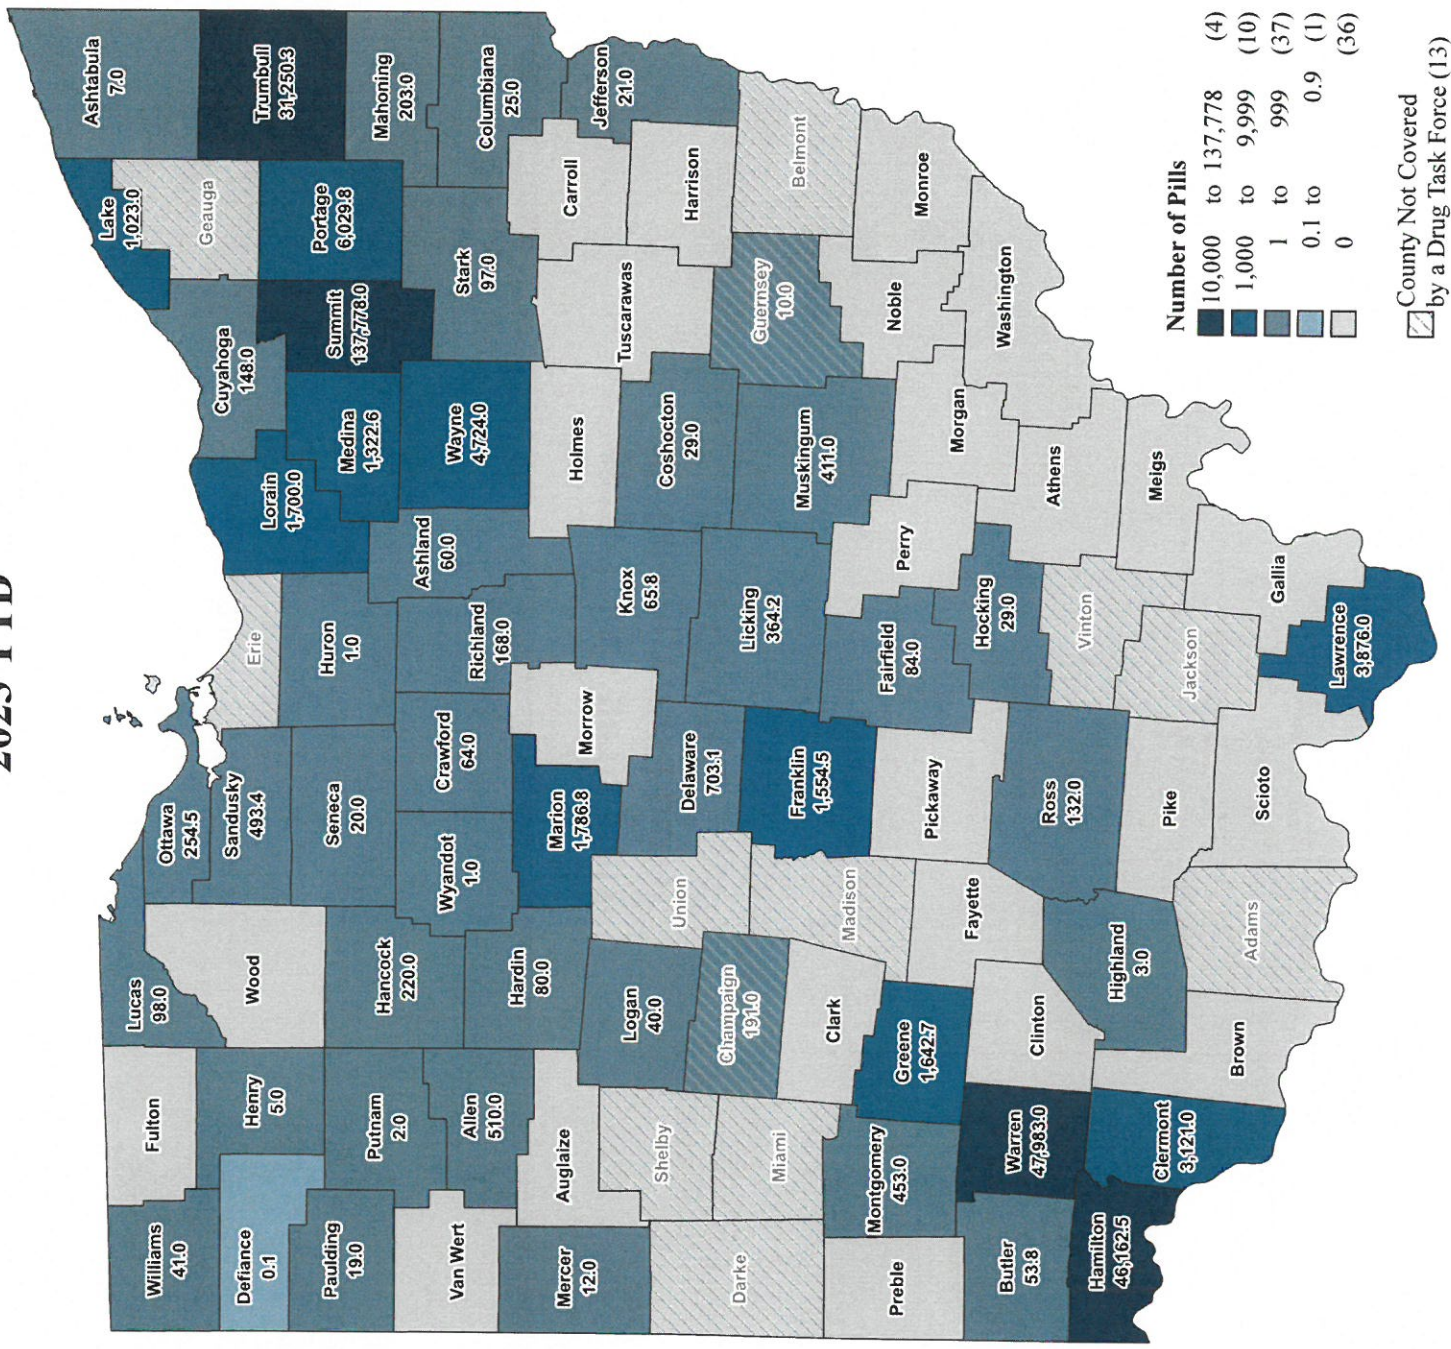 Williams
41.0
Fulton
Lucas
98.0
Ottawa
254.5
Lake
1,023.0
Ashtabula
7.0
Defiance
0.1
Henry
5.0
Wood
Sandusky
493.4
Erie
Lorain
1,700.0
Cuyahoga
148.0
Geauga
Trumbull
31,250.3
Paulding
19.0
Putnam
2.0
Hancock
220.0
Seneca
20.0
Huron
1.0
Medina
1,322.6
Summit
137,778.0
Portage
6,029.8
Mahoning
203.0
Van Wert
Allen
510.0
Hardin
80.0
Wyandot
1.0
Crawford
64.0
Richland
168.0
Ashland
60.0
Wayne
4,724.0
Stark
97.0
Columbiana
25.0
Mercer
12.0
Auglaize
Marion
1,786.8
Morrow
Knox
65.8
Holmes
Tuscarawas
Carroll
Jefferson
21.0
Darke
Shelby
Logan
40.0
Union
Delaware
703.1
Licking
364.2
Coshocton
29.0
Guernsey
10.0
Harrison
Belmont
Miami
Champaign
191.0
Madison
Franklin
1,554.5
Fairfield
84.0
Muskingum
411.0
Perry
Noble
Monroe
Preble
Montgomery
453.0
Clark
Greene
1,642.7
Fayette
Pickaway
Hocking
29.0
Morgan
Washington
Butler
53.8
Warren
47,983.0
Clinton
Ross
132.0
Vinton
Athens
Hamilton
46,162.5
Clermont
3,121.0
Highland
3.0
Pike
Jackson
Meigs
Brown
Adams
Scioto
Gallia
Lawrence
3,876.0
Number of Pills
10,000 to 137,778 (4)
1,000 to 9,999 (10)
1 to 999 (37)
0.1 to 0.9 (1)
0 (36)
County Not Covered
by a Drug Task Force (13)